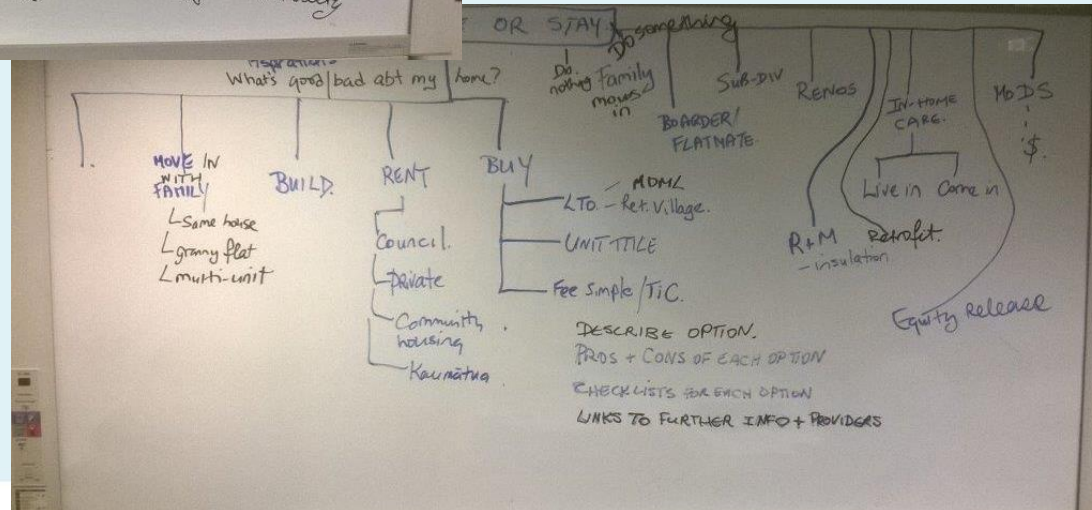 OR STAY
Do something
What's good/bad abt my home?
Do nothing
Family
moves
in
BOARDER/
FLATMATE.
SUB-DIV
RENOS
IN-HOME
CARE.
Live in Come in
MODS
$.
R+M
- insulation
Retrofit.
Equity Release
MOVE IN
WITH
FAMILY
Same house
granny flat
multi-unit
BUILD.
RENT
Council.
private
Community
housing
Kaumātua
BUY
LTO. - Ret. Village.
UNIT TITLE
Fee Simple/TIC.
DESCRIBE OPTION.
PROS + CONS OF EACH OPTION
CHECKLISTS FOR EACH OPTION
LINKS TO FURTHER INFO + PROVIDERS